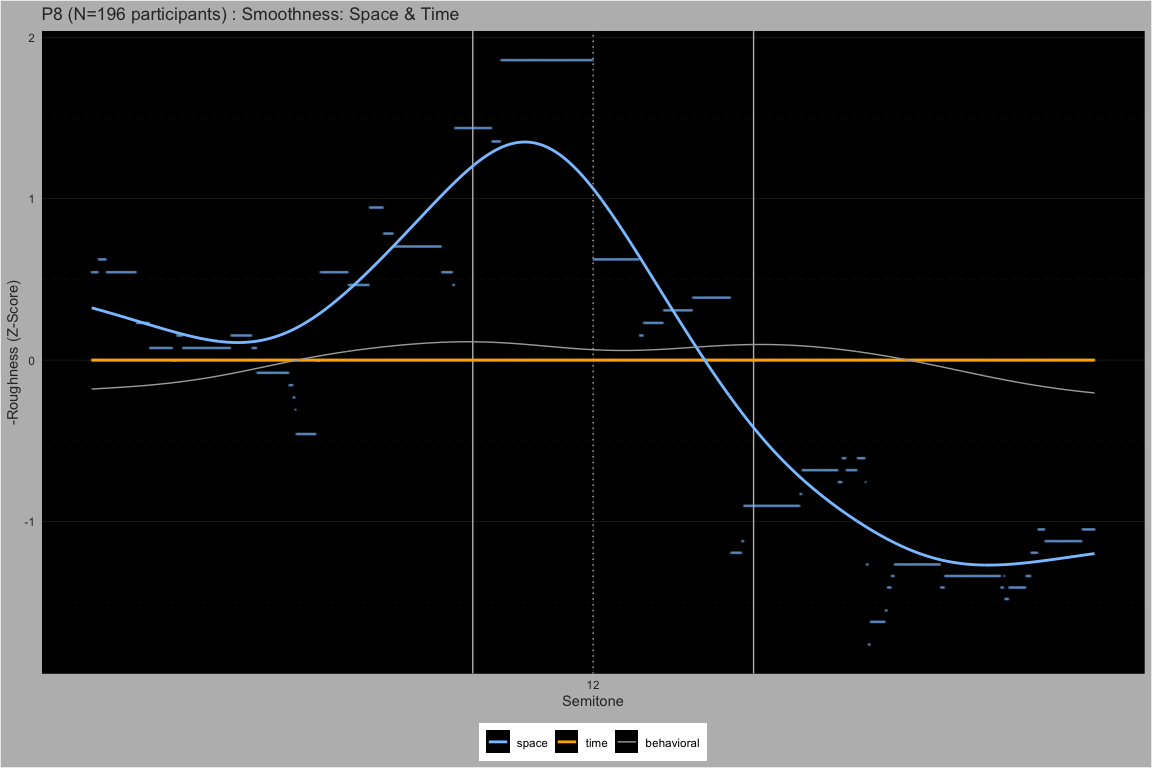 P8 (N=196 participants) : Smoothness: Space & Time
-Roughness (Z-Score)
2
1
0
-1
12
Semitone
space time behavioral